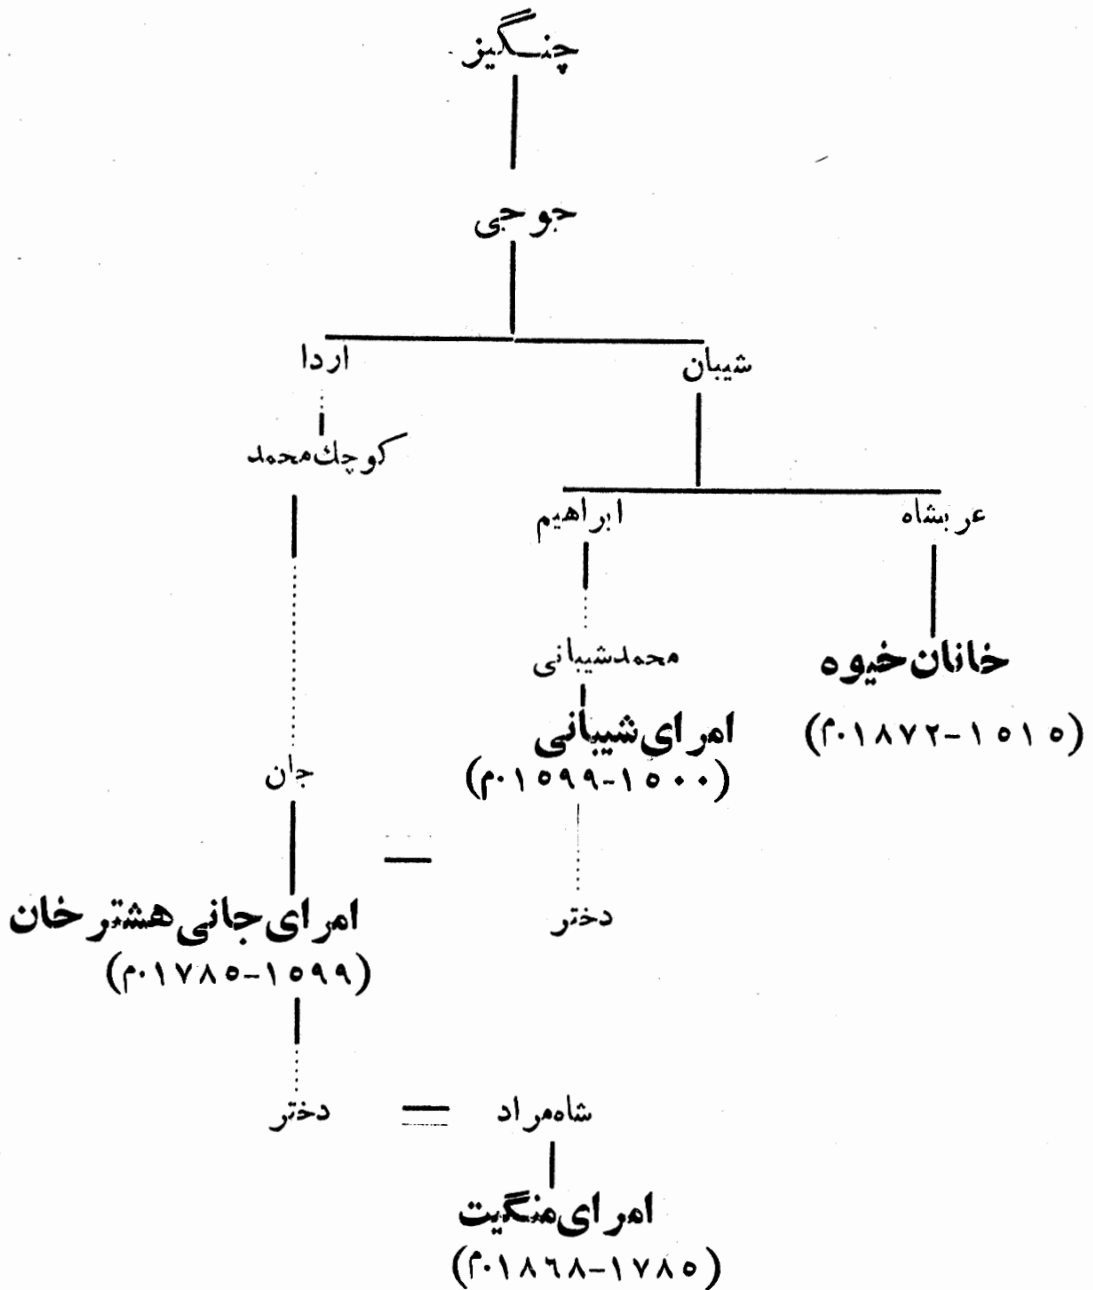 چنگیز
جوجی
شیبان
اردا
کوچك محمد
عربشاه
ابراهیم
خانان خیوه
(۱۵۱۵-۱۸۷۲م.)
محمد شیبانی
امرای شیبانی
(۱۵۰۰-۱۵۹۹م.)
جان
دختر
امرای جانی هشترخان
(۱۵۹۹-۱۷۸۵م.)
شاه مراد
دختر
امرای منگیت
(۱۷۸۵-۱۸٦۸م.)